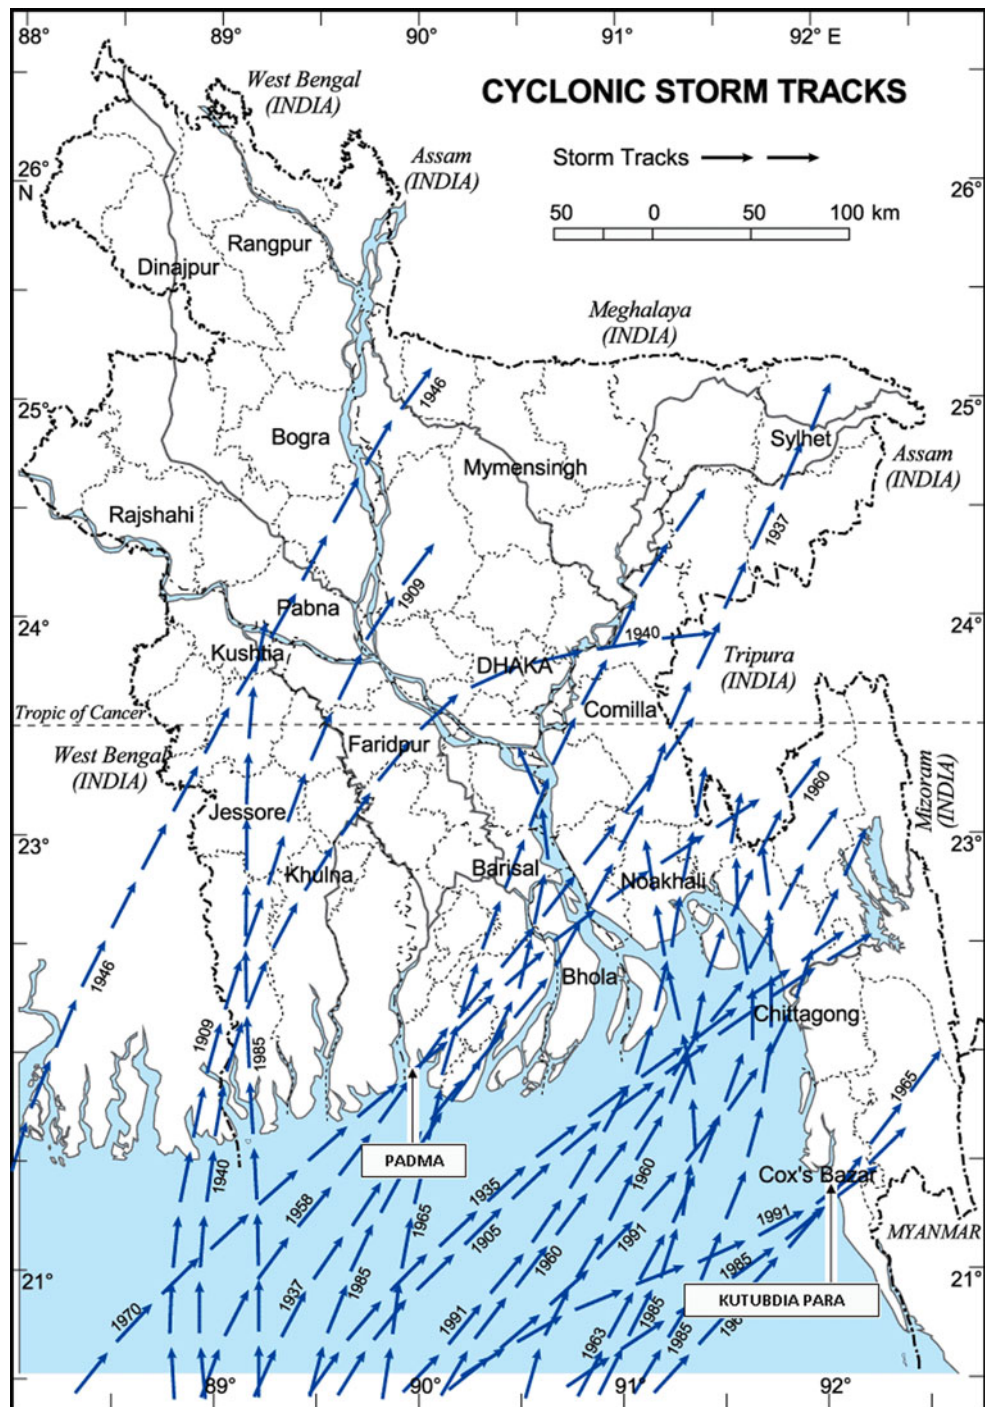 88°
89°
90°
91°
92° E
West Bengal
(INDIA)
CYCLONIC STORM TRACKS
Assam
(INDIA)
Storm Tracks
26°
N
26°
50
0
50
100 km
Rangpur
Dinajpur
Meghalaya
(INDIA)
1946
25°
25°
Bogra
Sylhet
Mymensingh
Assam
(INDIA)
Rajshahi
1937
1909
Pabna
24°
24°
1940
Kushtia
DHAKA
Tripura
(INDIA)
Tropic of Cancer
Comilla
West Bengal
(INDIA)
Faridpur
Mizoram
(INDIA)
1960
Jessore
23°
23°
Barisal
Khulna
Noakhali
1946
Bhola
Chittagong
1909
1985
1965
PADMA
1940
Cox's Bazar
1960
1935
1958
1965
1905
1991
1991
MYANMAR
1960
1985
21°
21°
1937
1985
1970
KUTUBDIA PARA
1991
1985
1963
1985
89°
90°
91°
92°